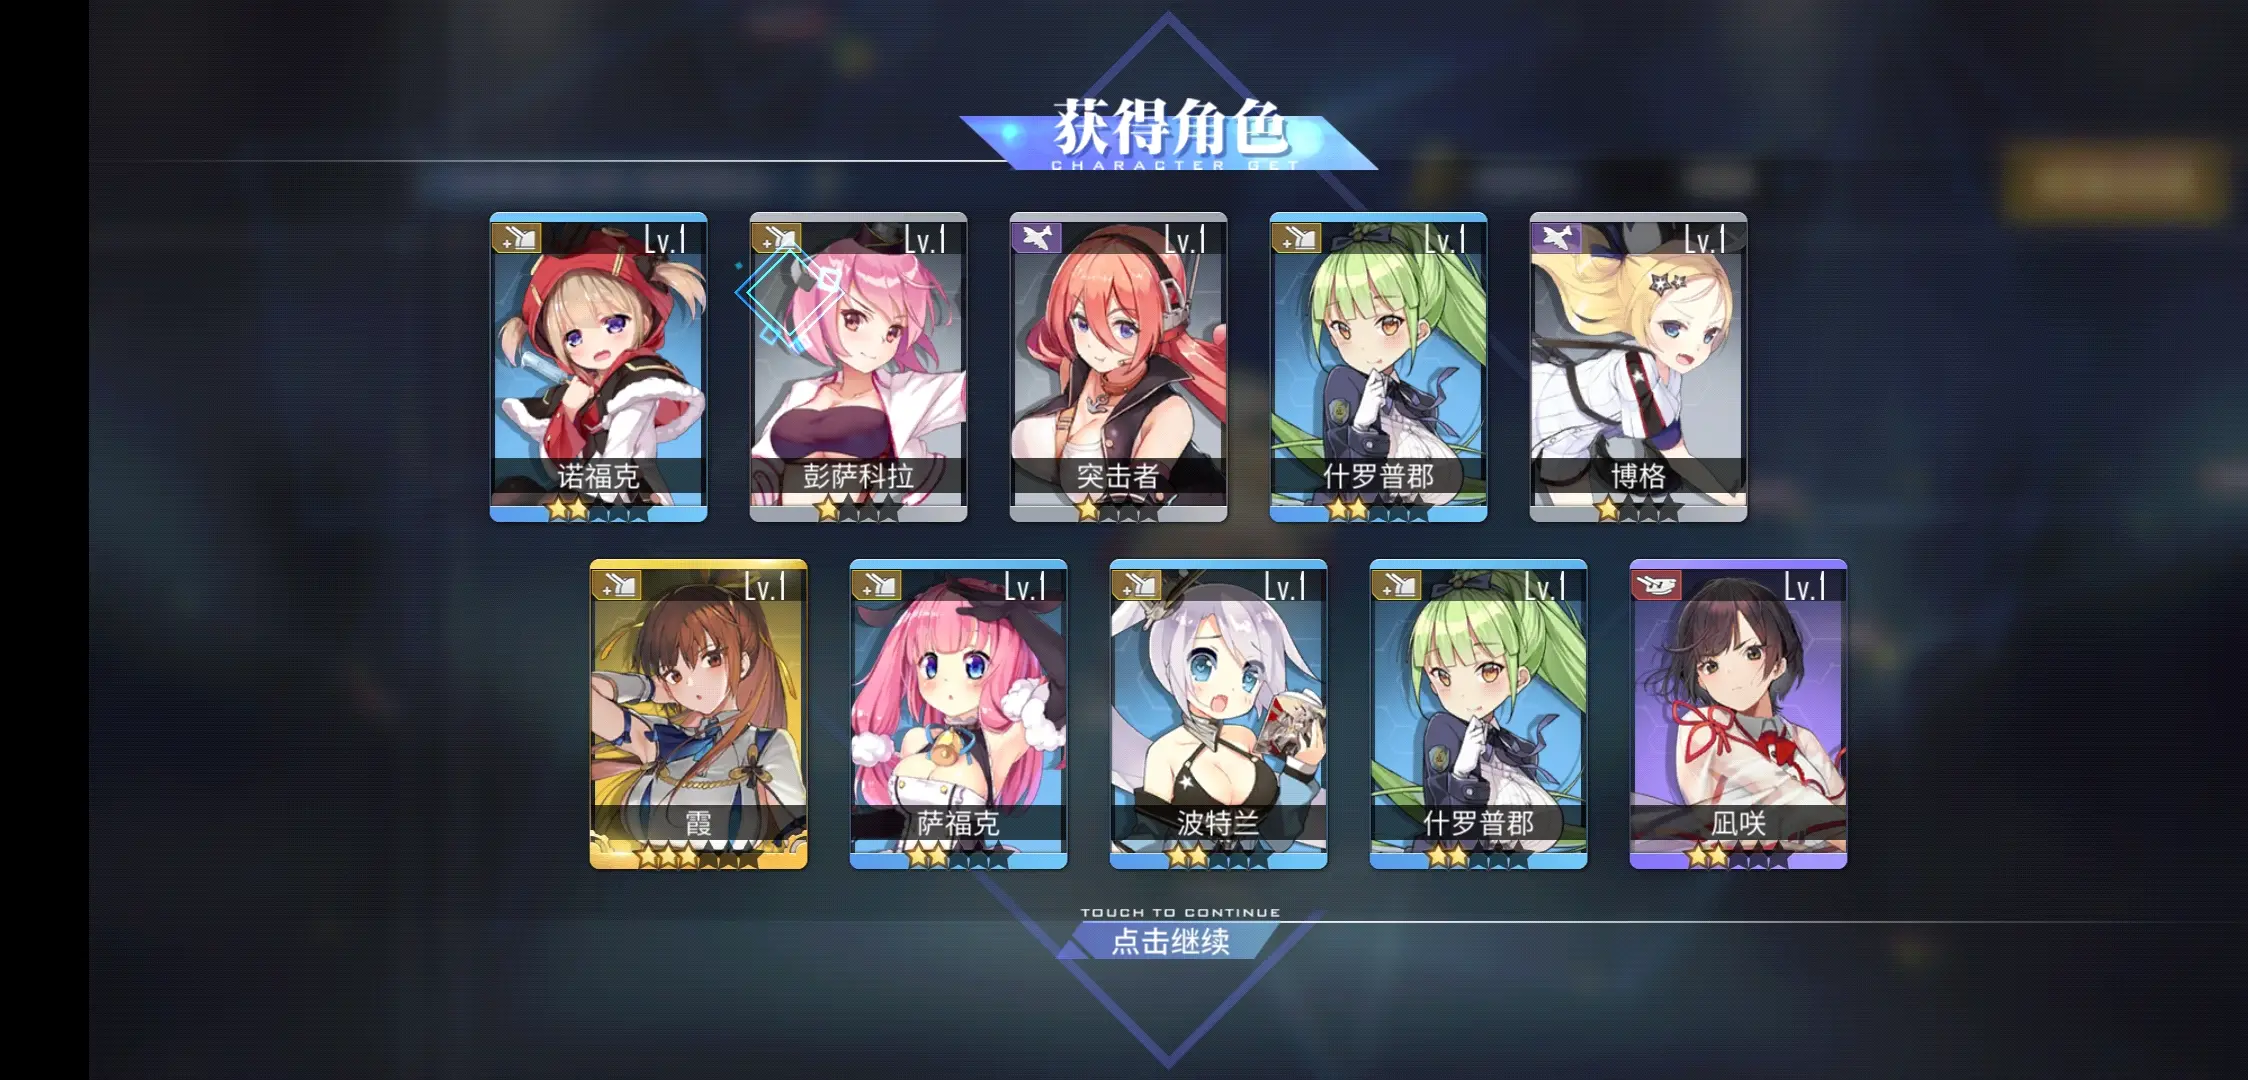 获得角色
CHARACTER GET
Lv.1
Lv.1
Lv.1
Lv.1
Lv.1
诺福克
彭萨科拉
突击者
什罗普郡
博格
Lv.1
Lv.1
Lv.1
Lv.1
Lv.1
霞
萨福克
波特兰
什罗普郡
凪咲
TOUCH TO CONTINUE
点击继续